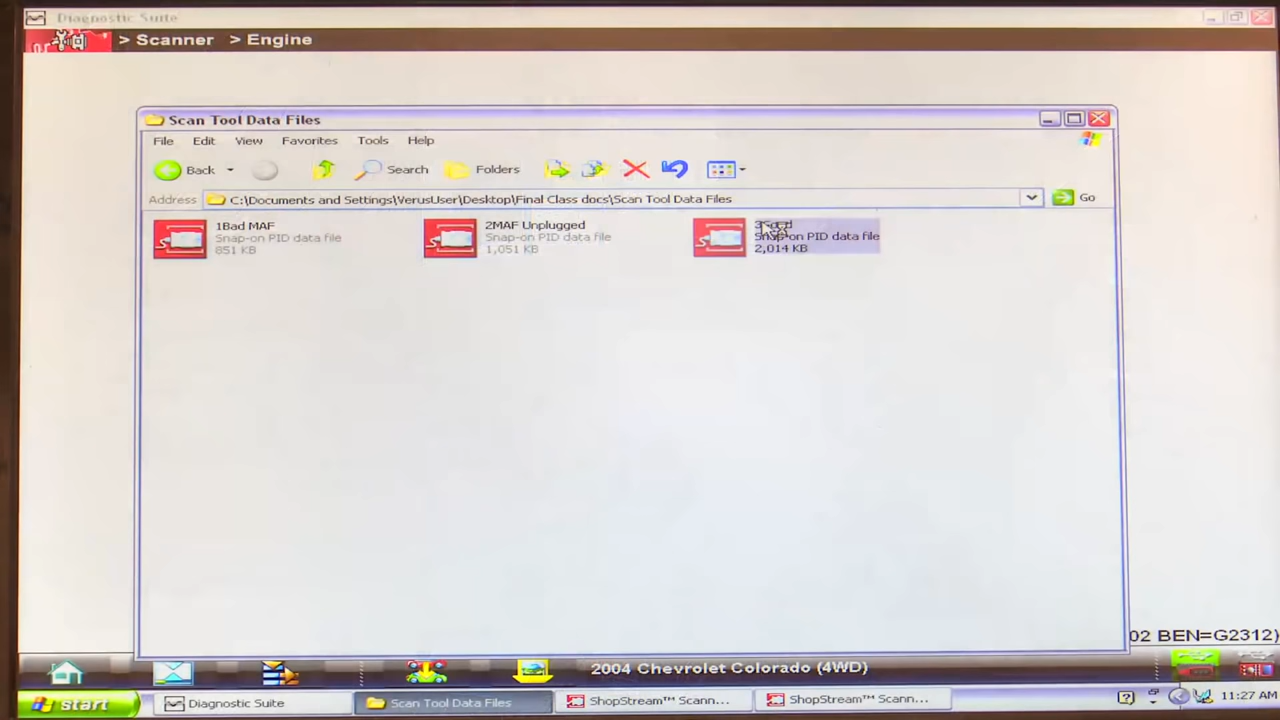 Diagnostic Suite
> Scanner > Engine
Scan Tool Data Files
File Edit View Favorites Tools Help
Back Search Folders
Address C:\Documents and Settings\VerusUser\Desktop\Final Class docs\Scan Tool Data Files Go
1Bad MAF
Snap-on PID data file
851 KB
2MAF Unplugged
Snap-on PID data file
1,051 KB
Snap-on PID data file
2,014 KB
02 BEN=G2312)
2004 Chevrolet Colorado (4WD)
start Diagnostic Suite Scan Tool Data Files ShopStream™ Scann... ShopStream™ Scann... 11:27 AM